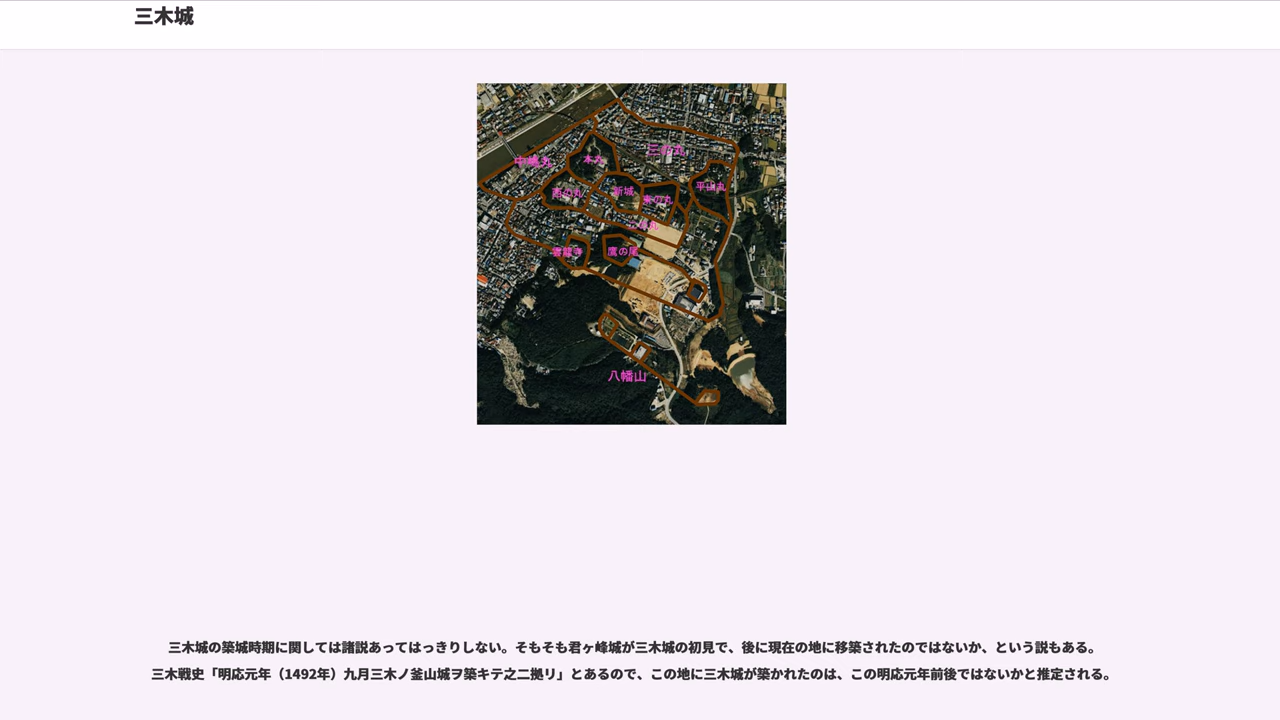 三木城
中嶋丸
本丸
三の丸
平山丸
新城
西の丸
東の丸
二の丸
雲龍寺
鷹の尾
八幡山
三木城の築城時期に関しては諸説あってはっきりしない。そもそも君ヶ峰城が三木城の初見で、後に現在の地に移築されたのではないか、という説もある。
三木戦史「明応元年（1492年）九月三木ノ釜山城ヲ築キテ之二拠リ」とあるので、この地に三木城が築かれたのは、この明応元年前後ではないかと推定される。